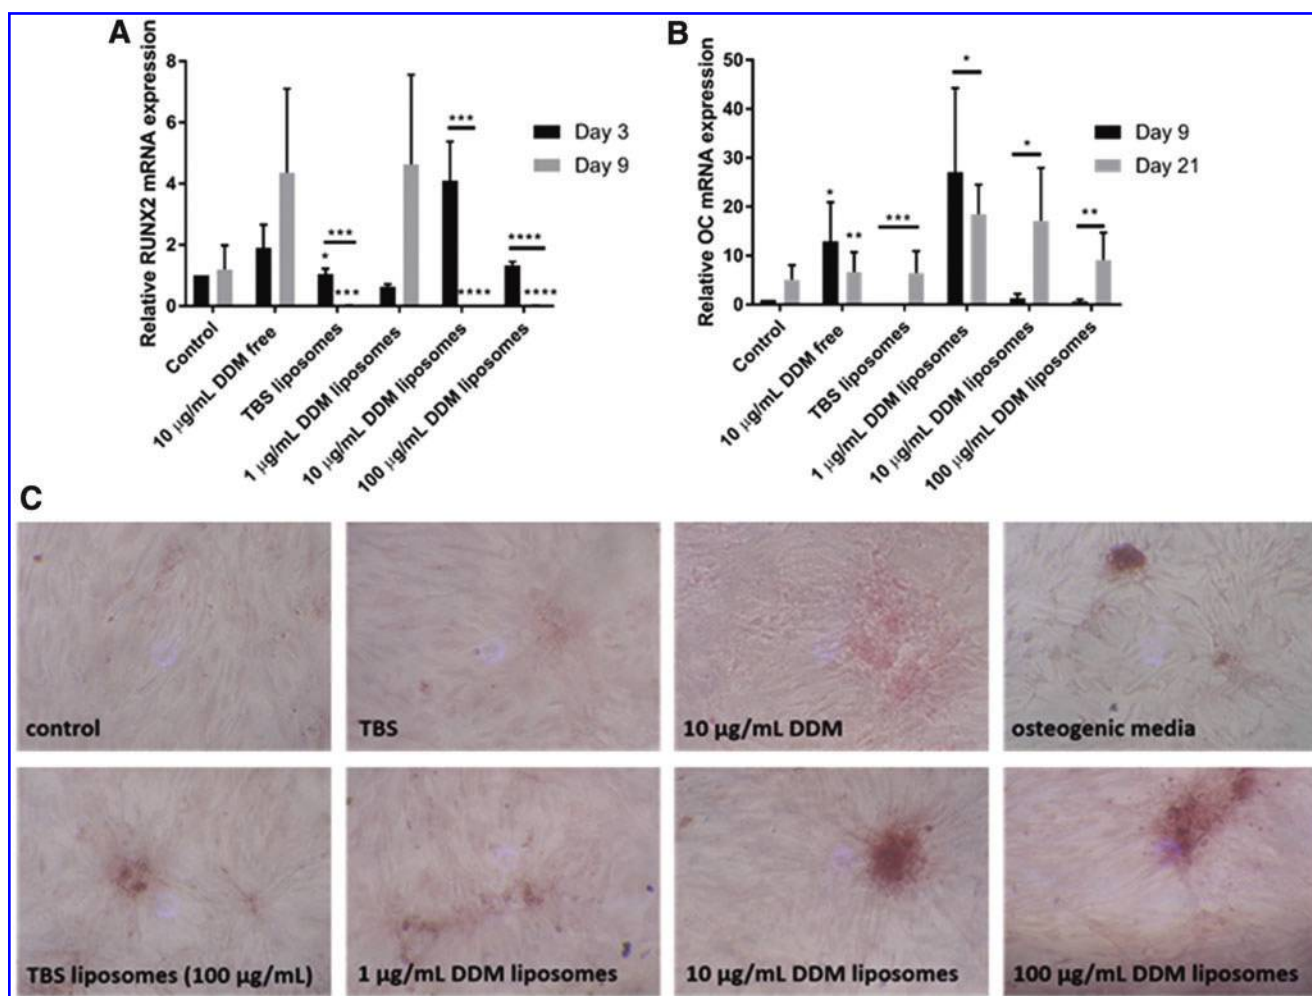 A
Relative RUNX2 mRNA expression
8
6
4
2
0
***
*
***
***
****
****
****
Day 3
Day 9
Control
10 µg/mL DDM free
TBS liposomes
1 µg/mL DDM liposomes
10 µg/mL DDM liposomes
100 µg/mL DDM liposomes
B
Relative OC mRNA expression
50
40
30
20
10
0
*
**
***
*
*
**
Day 9
Day 21
Control
10 µg/mL DDM free
TBS liposomes
1 µg/mL DDM liposomes
10 µg/mL DDM liposomes
100 µg/mL DDM liposomes
C
control
TBS
10 µg/mL DDM
osteogenic media
TBS liposomes (100 µg/mL)
1 µg/mL DDM liposomes
10 µg/mL DDM liposomes
100 µg/mL DDM liposomes